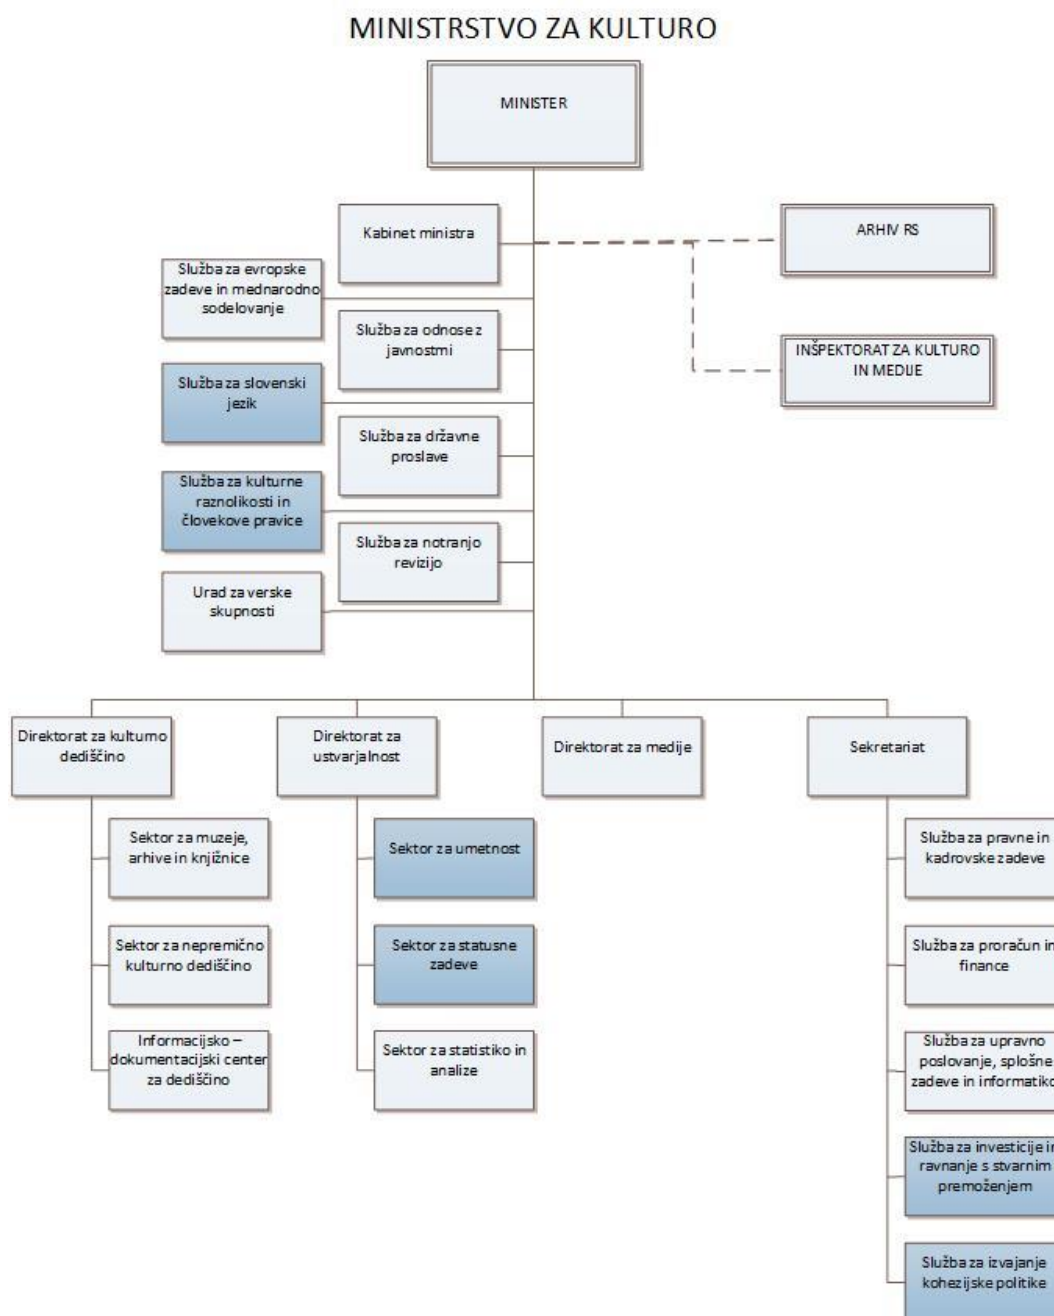 MINISTRSTVO ZA KULTURO
MINISTER
Kabinet ministra
ARHIV RS
Služba za evropske
zadeve in mednarodno
sodelovanje
Služba za odnose z
javnostmi
INŠPEKTORAT ZA KULTURO
IN MEDIJE
Služba za slovenski
jezik
Služba za državne
proslave
Služba za kulturne
raznolikosti in
človekove pravice
Služba za notranjo
revizijo
Urad za verske
skupnosti
Direktorat za kulturno
dediščino
Direktorat za
ustvarjalnost
Direktorat za medije
Sekretariat
Sektor za muzeje,
arhive in knjižnice
Sektor za nepremično
kulturno dediščino
Informacijsko –
dokumentacijski center
za dediščino
Sektor za umetnost
Sektor za statusne
zadeve
Sektor za statistiko in
analize
Služba za pravne in
kadrovske zadeve
Služba za proračun in
finance
Služba za upravno
poslovanje, splošne
zadeve in informatiko
Služba za investicije in
ravnanje s stvarnim
premoženjem
Služba za izvajanje
kohezijske politike